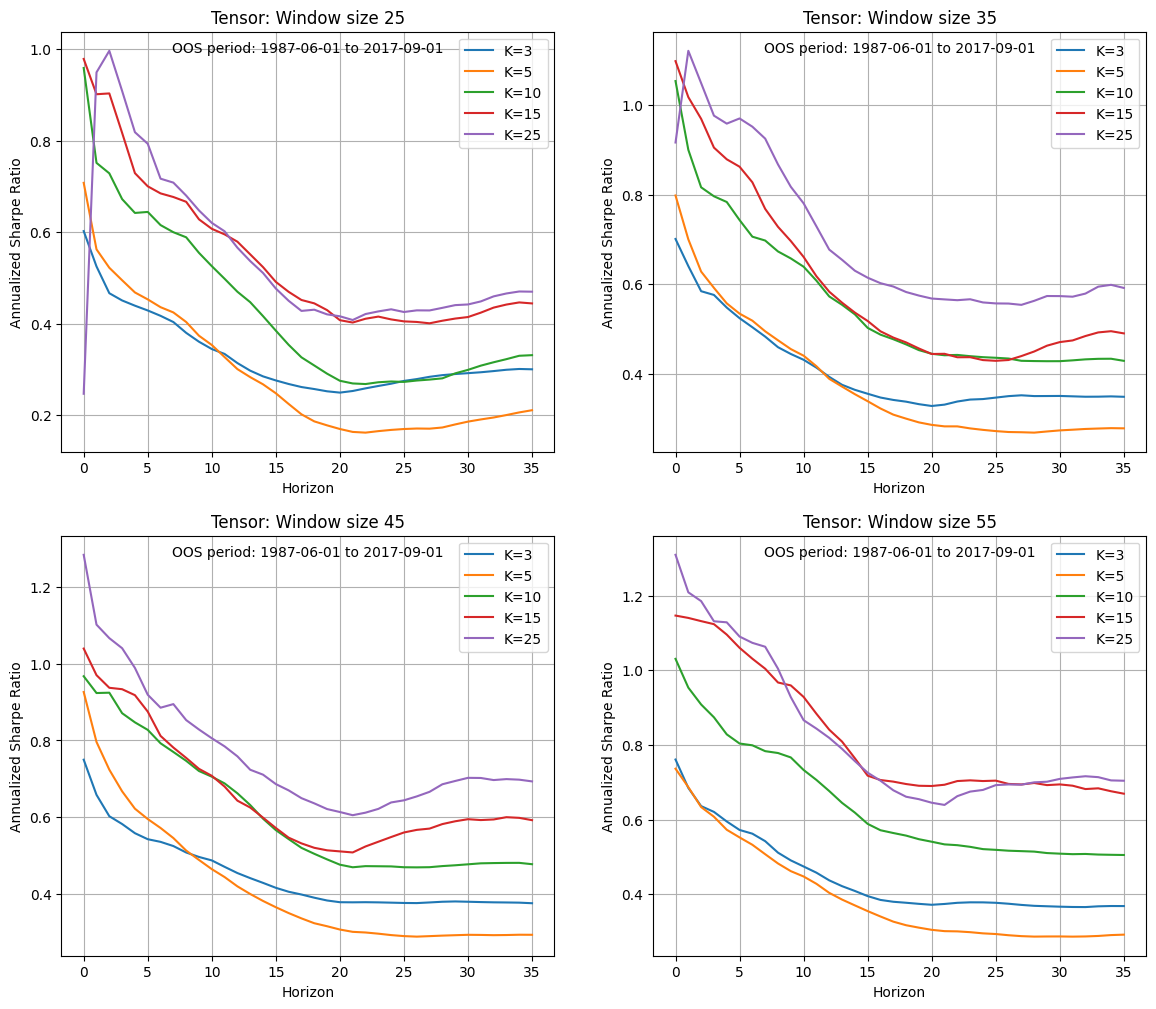 Tensor: Window size 25
OOS period: 1987-06-01 to 2017-09-01
K=3
K=5
K=10
K=15
K=25
Annualized Sharpe Ratio
1.0
0.8
0.6
0.4
0.2
0 5 10 15 20 25 30 35
Horizon
Tensor: Window size 35
OOS period: 1987-06-01 to 2017-09-01
K=3
K=5
K=10
K=15
K=25
Annualized Sharpe Ratio
1.0
0.8
0.6
0.4
0 5 10 15 20 25 30 35
Horizon
Tensor: Window size 45
OOS period: 1987-06-01 to 2017-09-01
K=3
K=5
K=10
K=15
K=25
Annualized Sharpe Ratio
1.2
1.0
0.8
0.6
0.4
0 5 10 15 20 25 30 35
Horizon
Tensor: Window size 55
OOS period: 1987-06-01 to 2017-09-01
K=3
K=5
K=10
K=15
K=25
Annualized Sharpe Ratio
1.2
1.0
0.8
0.6
0.4
0 5 10 15 20 25 30 35
Horizon